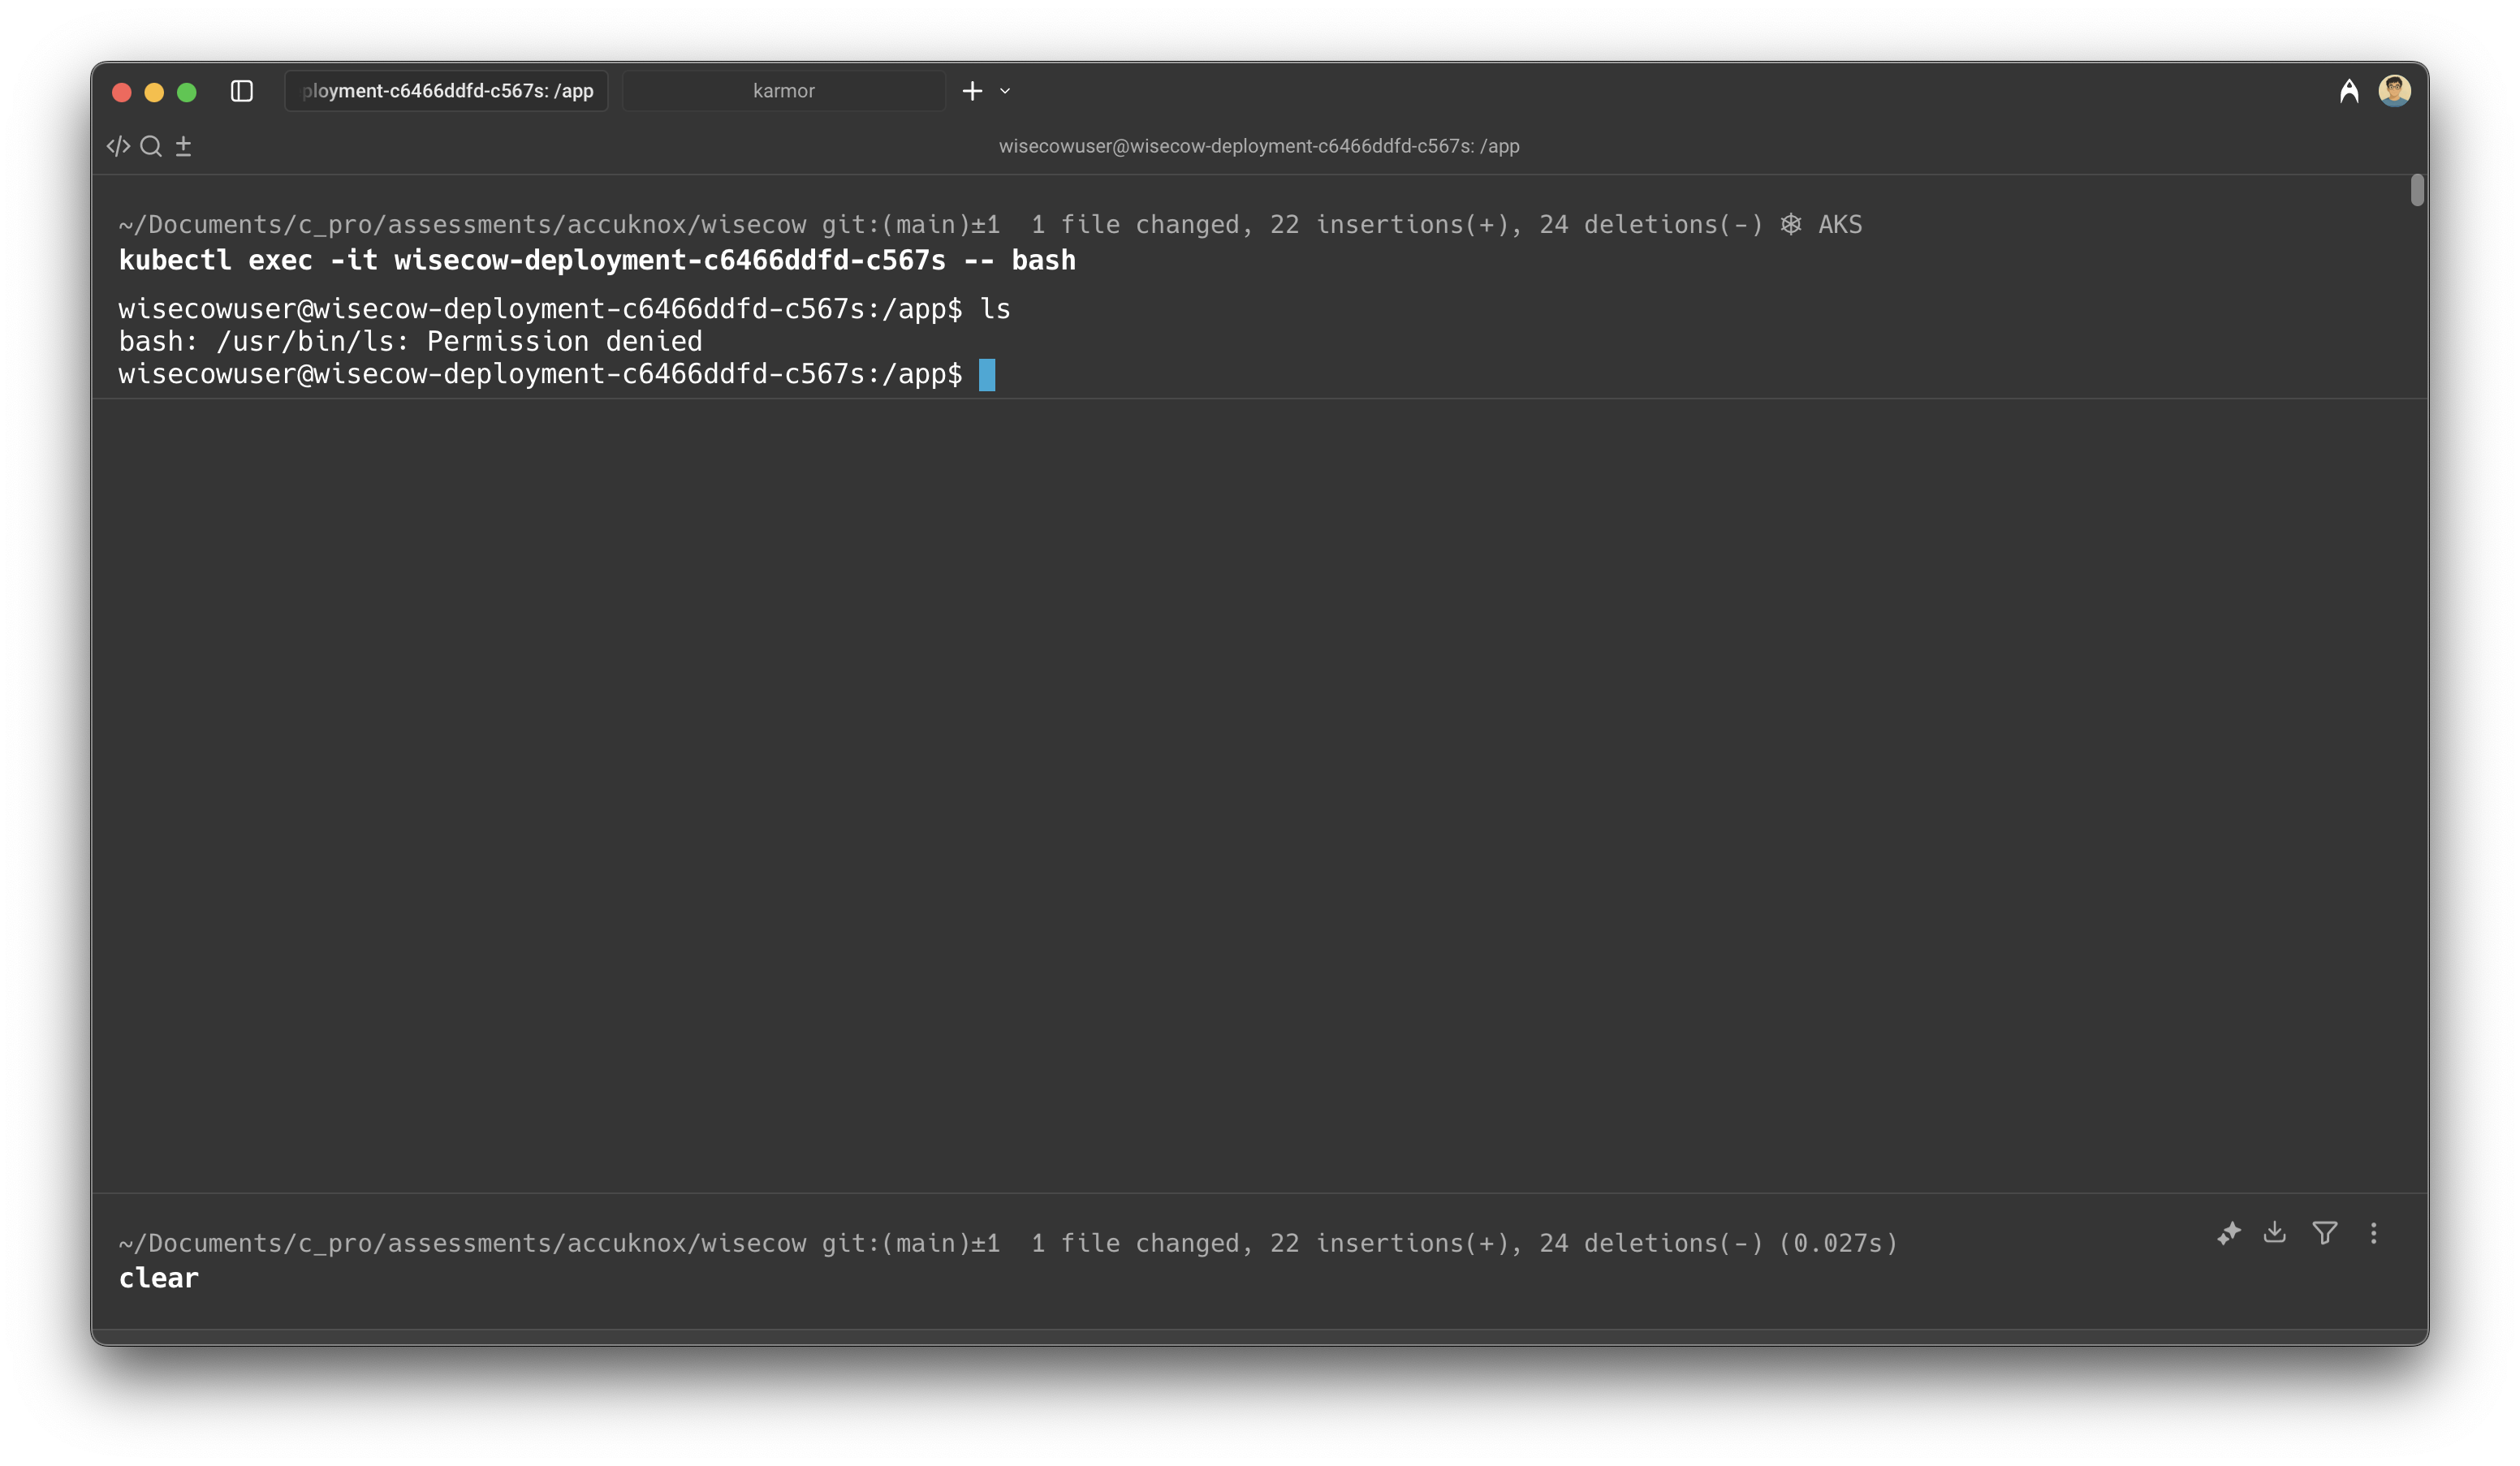 ployment-c6466ddfd-c567s: /app
karmor
wisecowuser@wisecow-deployment-c6466ddfd-c567s: /app
~/Documents/c_pro/assessments/accuknox/wisecow git:(main)±1  1 file changed, 22 insertions(+), 24 deletions(-) ⎈ AKS
kubectl exec -it wisecow-deployment-c6466ddfd-c567s -- bash
wisecowuser@wisecow-deployment-c6466ddfd-c567s:/app$ ls
bash: /usr/bin/ls: Permission denied
wisecowuser@wisecow-deployment-c6466ddfd-c567s:/app$
~/Documents/c_pro/assessments/accuknox/wisecow git:(main)±1  1 file changed, 22 insertions(+), 24 deletions(-) (0.027s)
clear